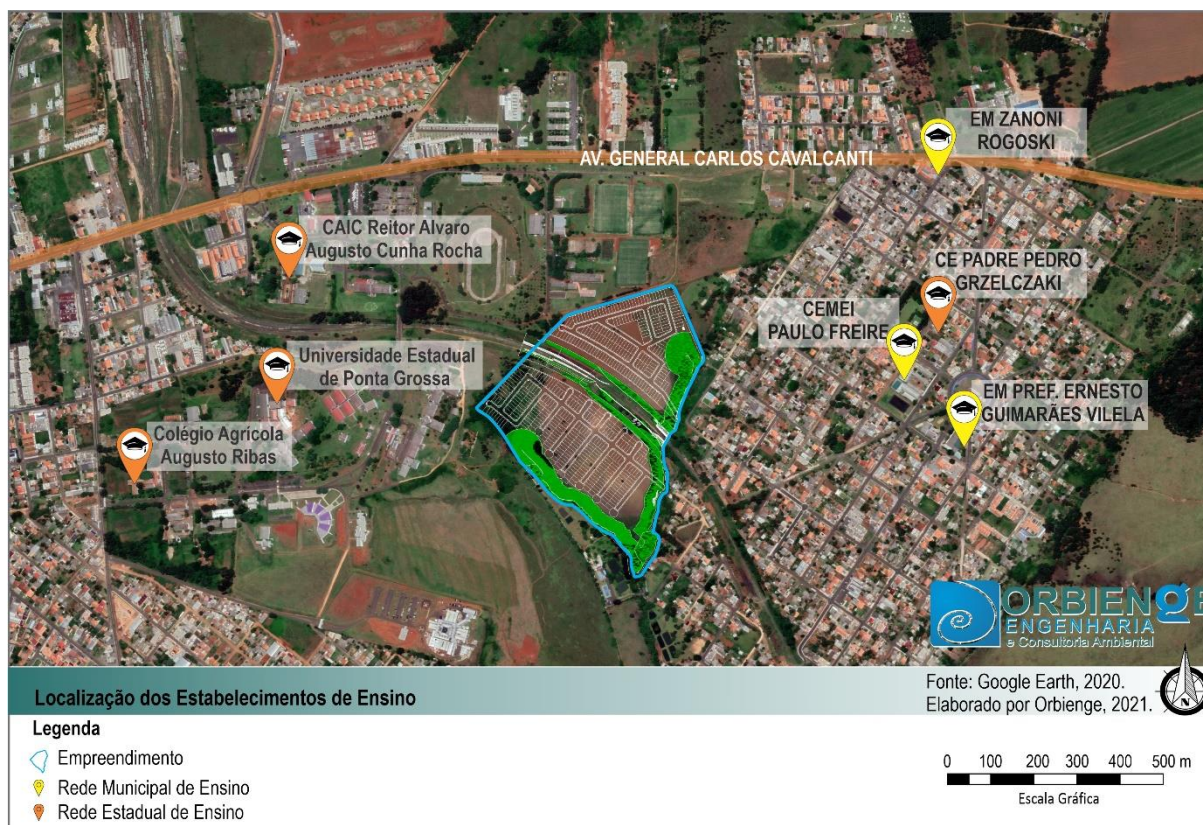 AV. GENERAL CARLOS CAVALCANTI
EM ZANONI
ROGOSKI
CAIC Reitor Alvaro
Augusto Cunha Rocha
CE PADRE PEDRO
GRZELCZAKI
CEMEI
PAULO FREIRE
Universidade Estadual
de Ponta Grossa
EM PREF. ERNESTO
GUIMARÃES VILELA
Colégio Agrícola
Augusto Ribas
ORBIENGE
ENGENHARIA
e Consultoria Ambiental
Localização dos Estabelecimentos de Ensino
Fonte: Google Earth, 2020.
Elaborado por Orbienge, 2021.
N
Legenda
Empreendimento
Rede Municipal de Ensino
Rede Estadual de Ensino
0 100 200 300 400 500 m
Escala Gráfica